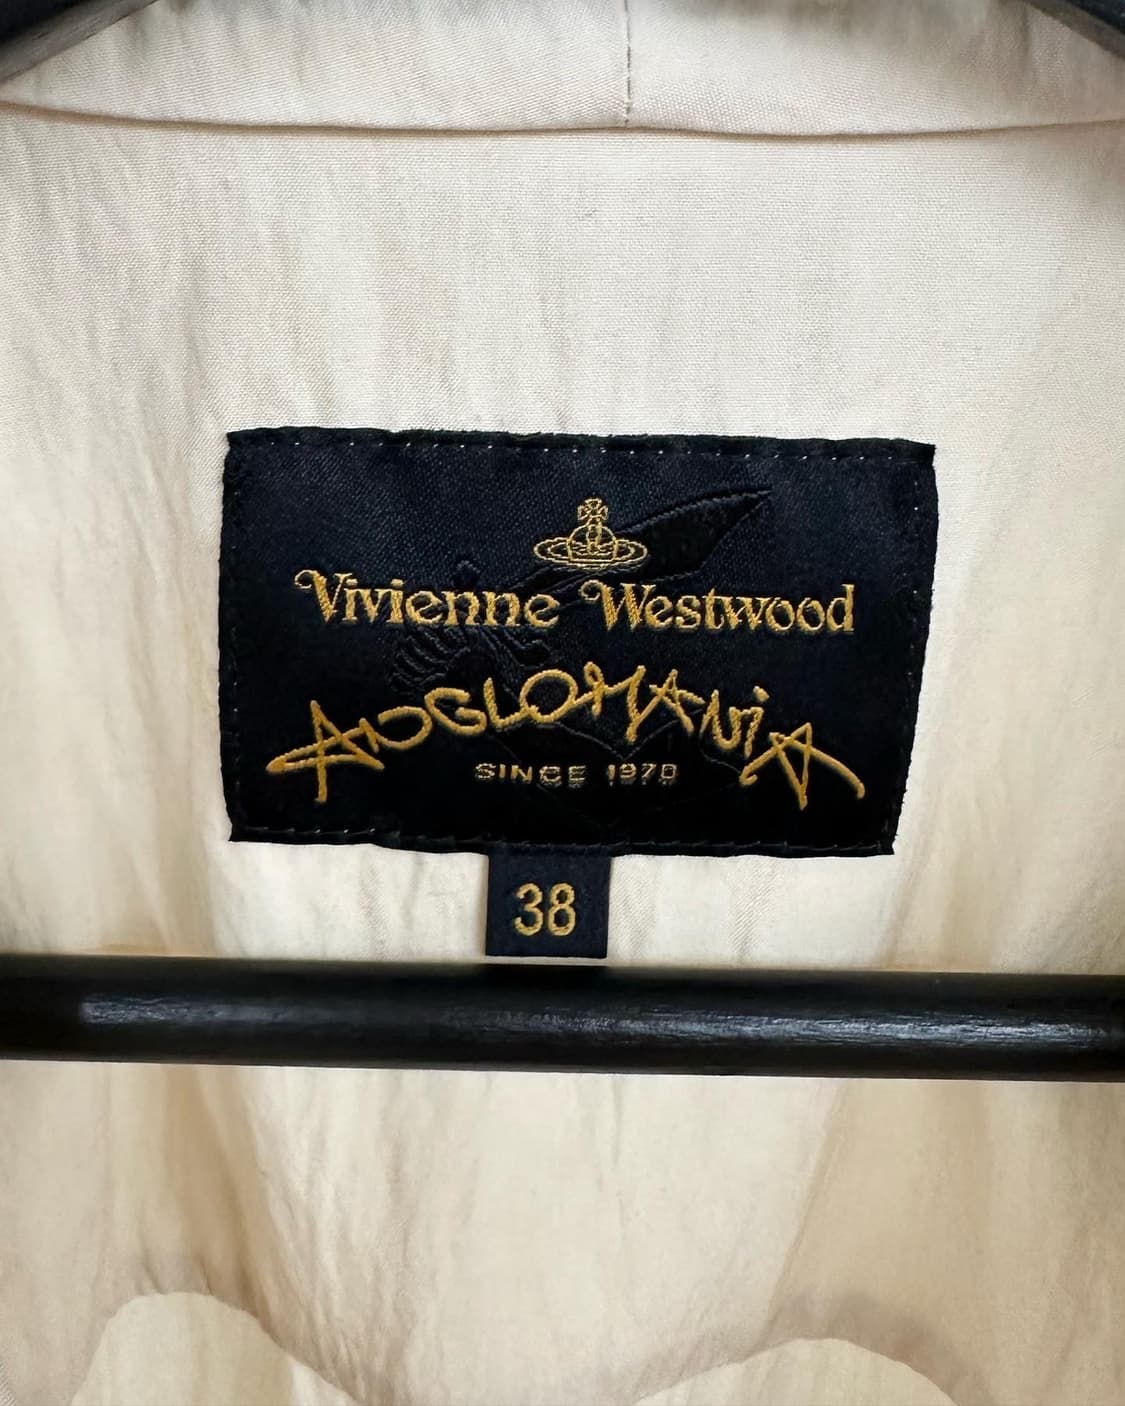 Vivienne Westwood
ANGLOMANiA
SINCE 1970
38